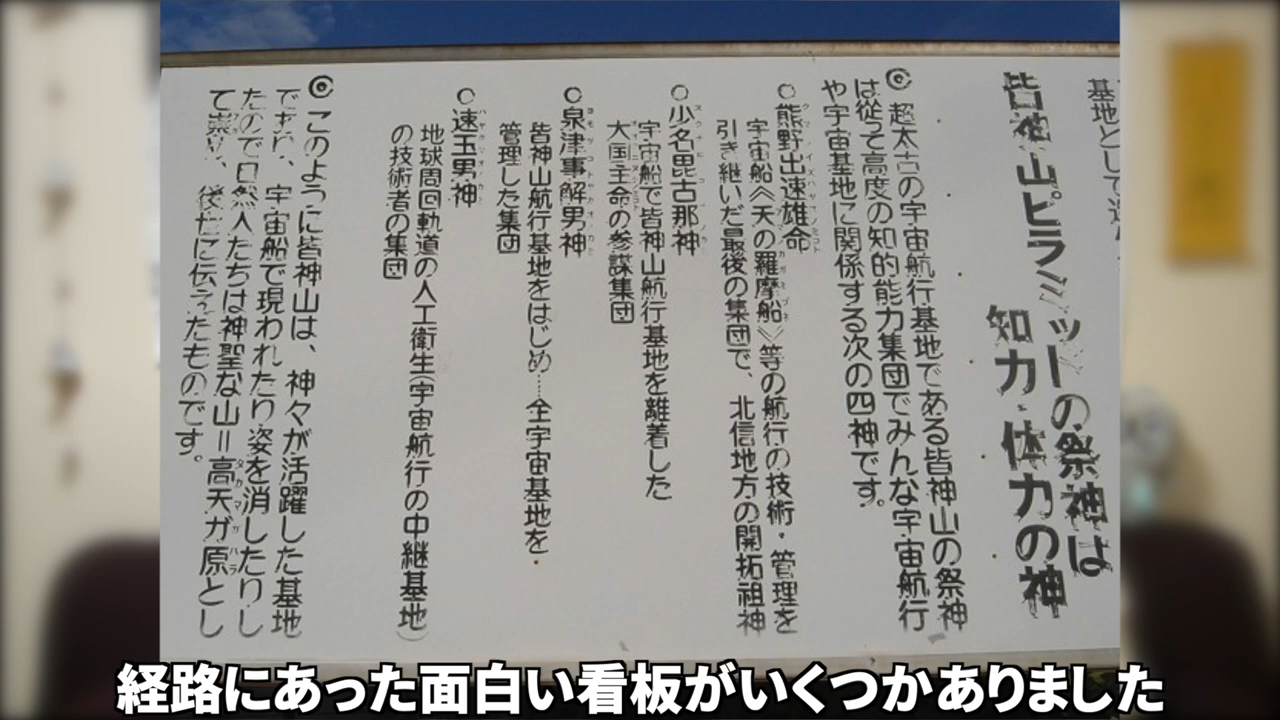 基地として
皆神山ピラミッドの祭神は
知力・体力の神
◎超太古の宇宙航行基地である皆神山の祭神
は従って高度の知的能力集団でみんな宇宙航行
や宇宙基地に関係する次の四神です。
○熊野出速雄命
宇宙船《天の羅摩船》等の航行の技術・管理を
引き継いだ最後の集団で、北信地方の開拓祖神
○少名毘古那神
宇宙船で皆神山航行基地を離着した
大国主命の参謀集団
○泉津事解男神
皆神山航行基地をはじめ……全宇宙基地を
管理した集団
○速玉男神
地球周回軌道の人工衛生(宇宙航行の中継基地)
の技術者の集団
◎このように皆神山は、神々が活躍した基地
であり、宇宙船で現われたり姿を消したりし
たので自然人たちは神聖な山=高天ガ原とし
て崇め、後世に伝えたものです。
経路にあった面白い看板がいくつかありました